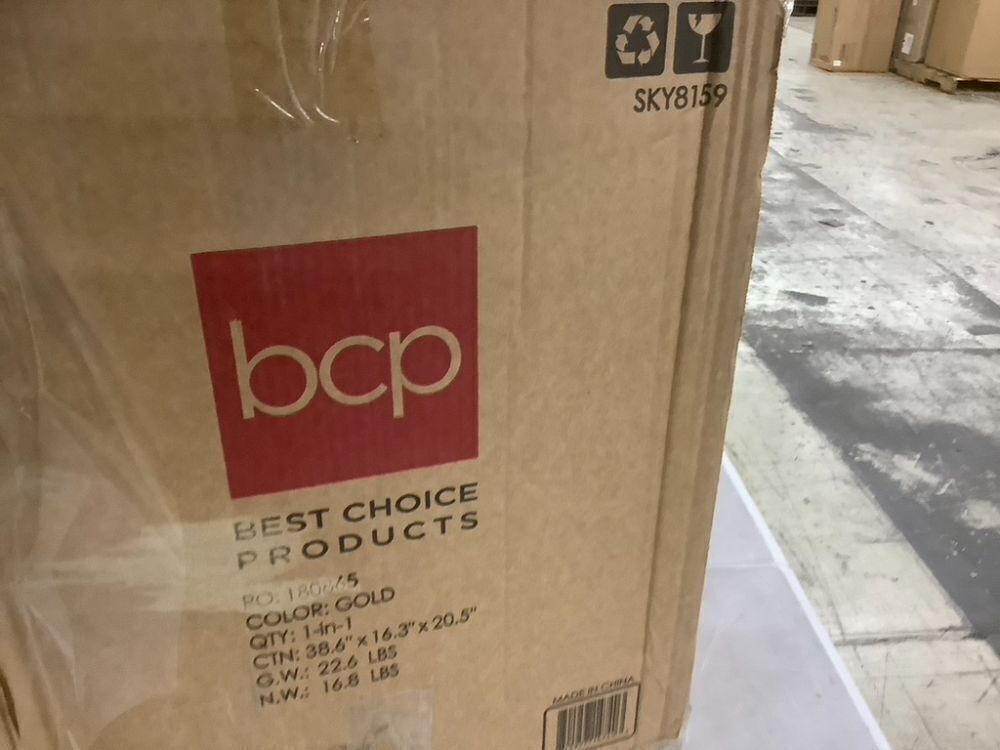 SKY8159
bcp
BEST CHOICE
PRODUCTS
PO:
COLOR: GOLD
QTY: 1-in-1
CTN: 38.6" x 16.3" x 20.5"
G.W.: 22.6 LBS
N.W.: 16.8 LBS
MADE IN CHINA